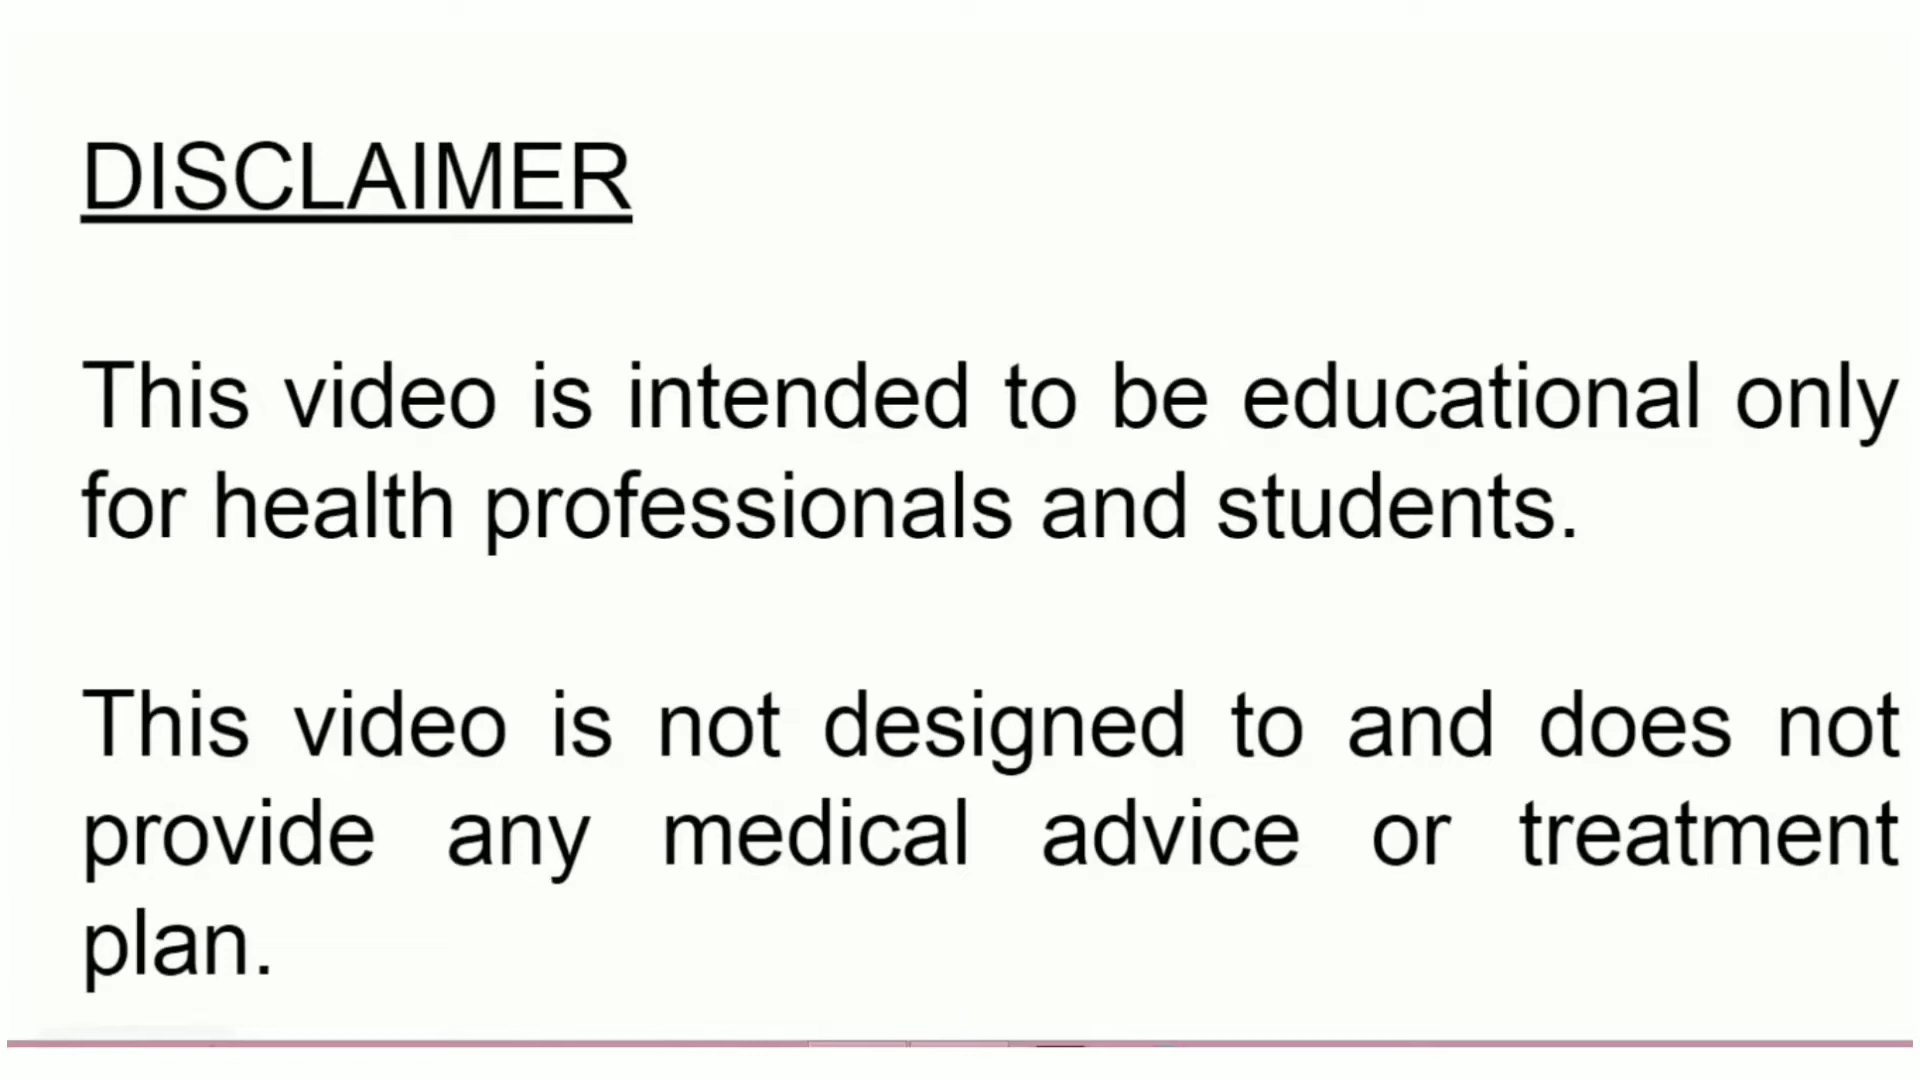 DISCLAIMER
This video is intended to be educational only
for health professionals and students.
This video is not designed to and does not
provide any medical advice or treatment
plan.